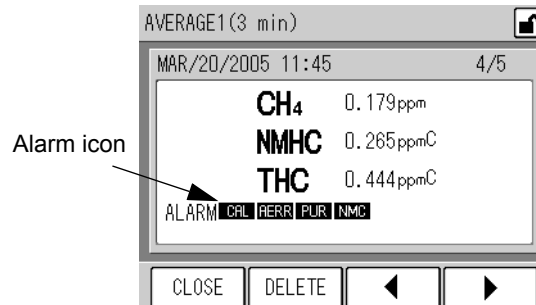 AVERAGE1(3 min)
MAR/20/2005 11:45 4/5
CH₄ 0.179ppm
NMHC 0.265ppmC
Alarm icon
THC 0.444ppmC
ALARM CAL AERR PUR NMC
CLOSE DELETE ◀ ▶